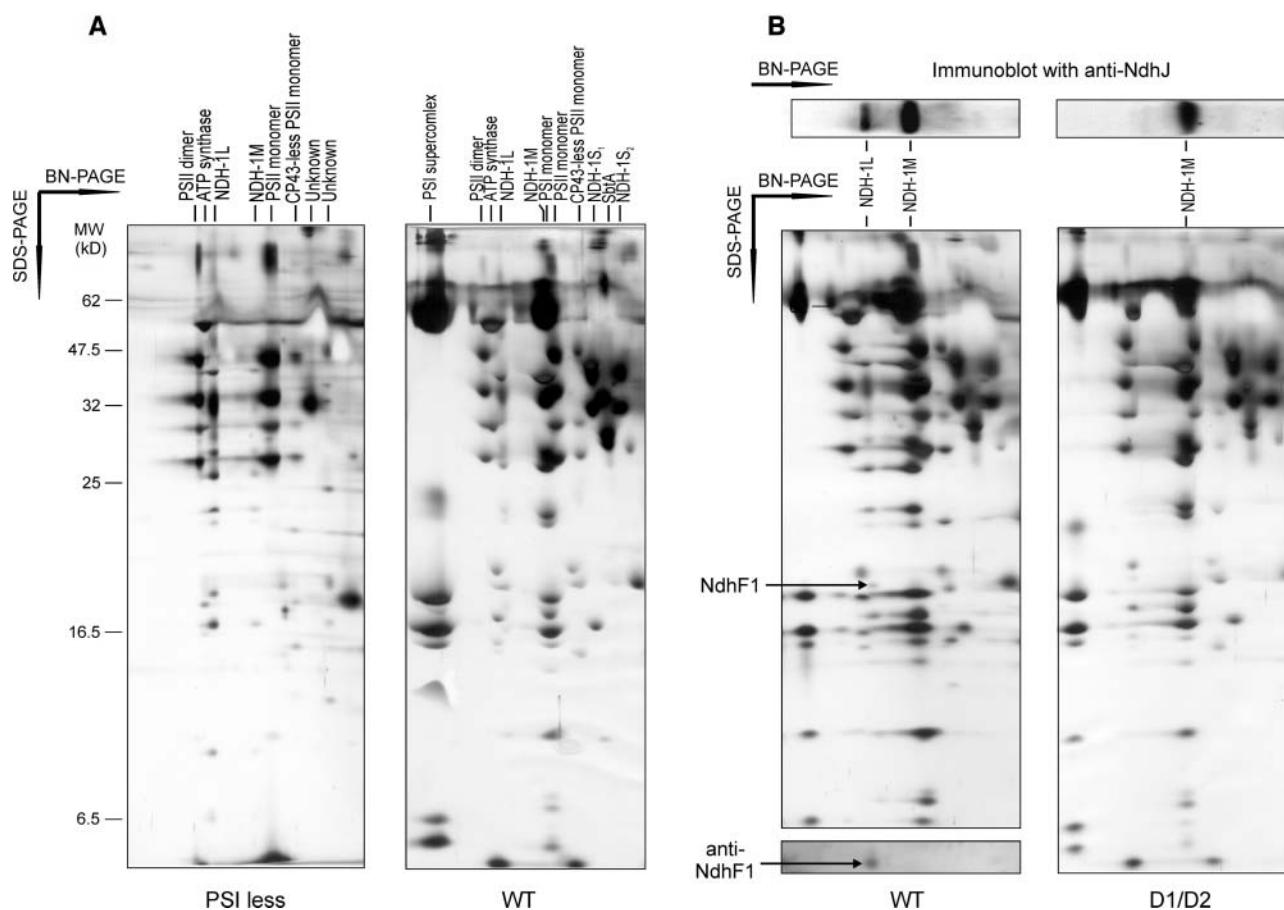 A
BN-PAGE
SDS-PAGE
MW
(kD)
PSII dimer
ATP synthase
NDH-1L
NDH-1M
PSII monomer
CP43-less PSII monomer
Unknown
Unknown
62
47.5
32
25
16.5
6.5
PSI less
PSI supercomlex
PSII dimer
ATP synthase
NDH-1L
NDH-1M
PSI monomer
PSII monomer
CP43-less PSII monomer
NDH-1S1
SbtA
NDH-1S2
WT
B
BN-PAGE
Immunoblot with anti-NdhJ
BN-PAGE
SDS-PAGE
NDH-1L
NDH-1M
NDH-1M
NdhF1
anti-
NdhF1
WT
D1/D2